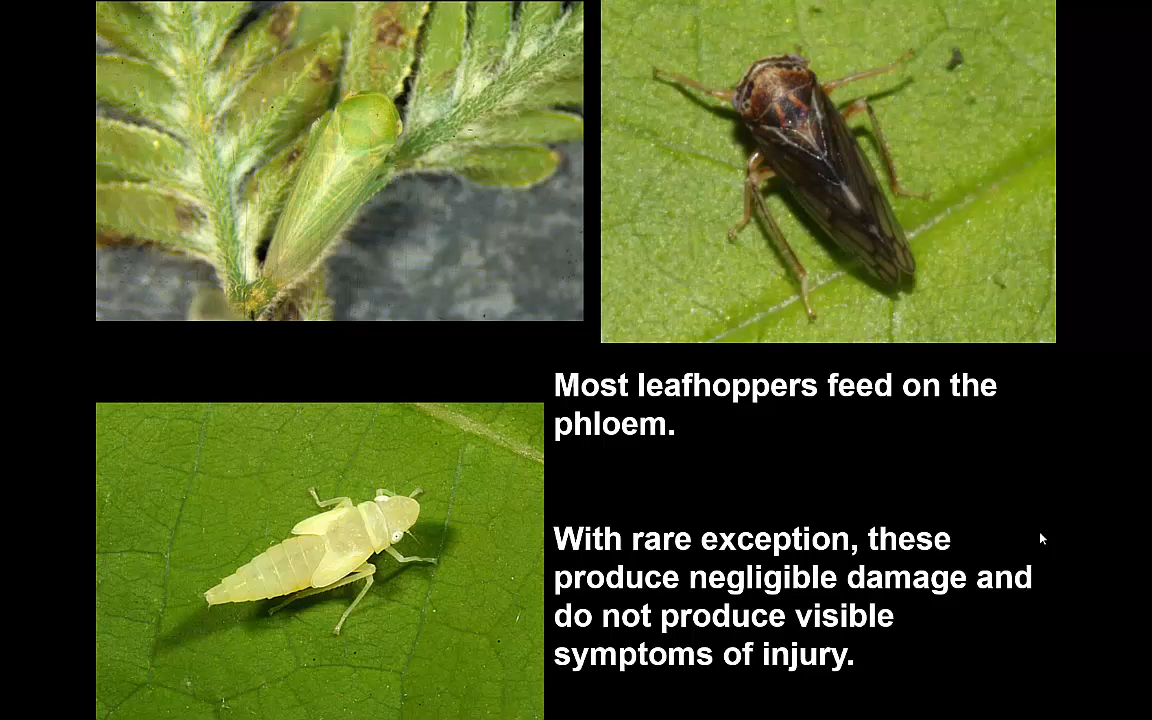 Most leafhoppers feed on the
phloem.
With rare exception, these
produce negligible damage and
do not produce visible
symptoms of injury.